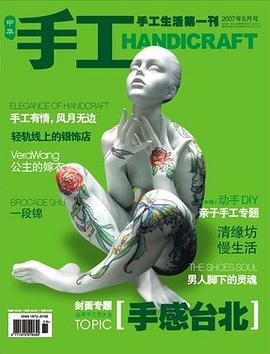 中华
手工
手工生活第一刊
2007年6月号
HANDICRAFT
ELEGANCE OF HANDCRAFT
手工有情，风月无边
轻轨线上的银饰店
VeraWang
公主的嫁衣
BROCADE SHU
一段锦
动手DIY
亲子手工专题
清缘坊
慢生活
THE SHOES SOUL
男人脚下的灵魂
封面专题
TOPIC
[手感台北]